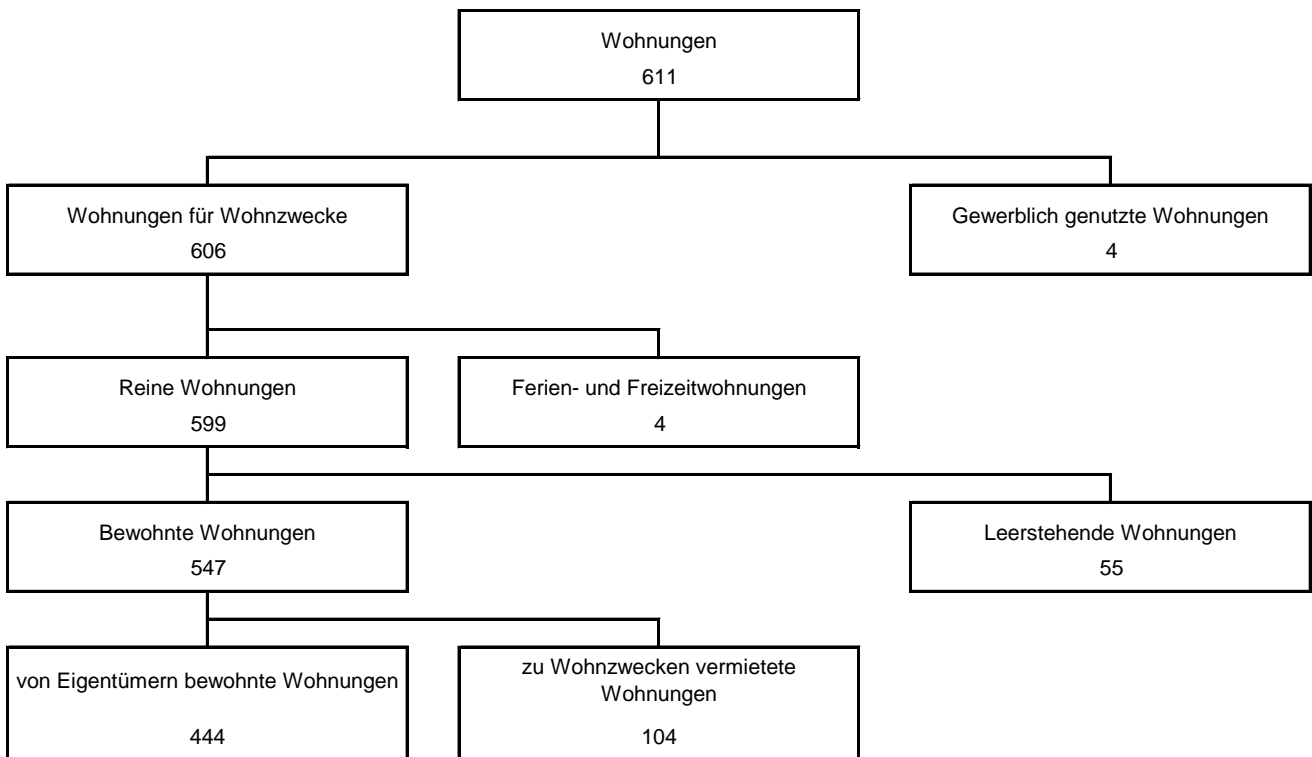 Wohnungen
611
Wohnungen für Wohnzwecke
606
Gewerblich genutzte Wohnungen
4
Reine Wohnungen
599
Ferien- und Freizeitwohnungen
4
Bewohnte Wohnungen
547
Leerstehende Wohnungen
55
von Eigentümern bewohnte Wohnungen
444
zu Wohnzwecken vermietete
Wohnungen
104